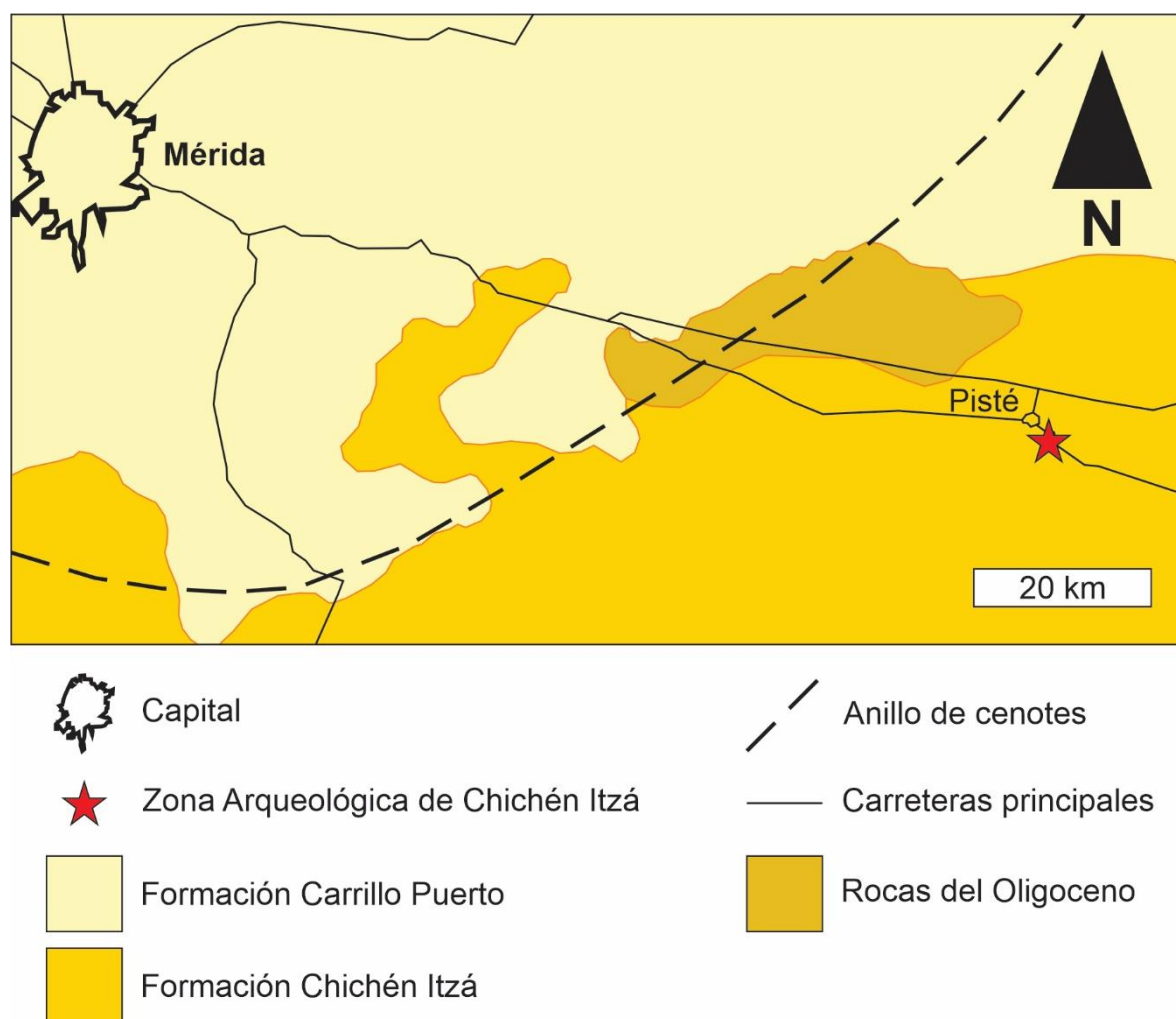 Mérida
N
Pisté
20 km
Capital
Anillo de cenotes
Zona Arqueológica de Chichén Itzá
Carreteras principales
Formación Carrillo Puerto
Rocas del Oligoceno
Formación Chichén Itzá